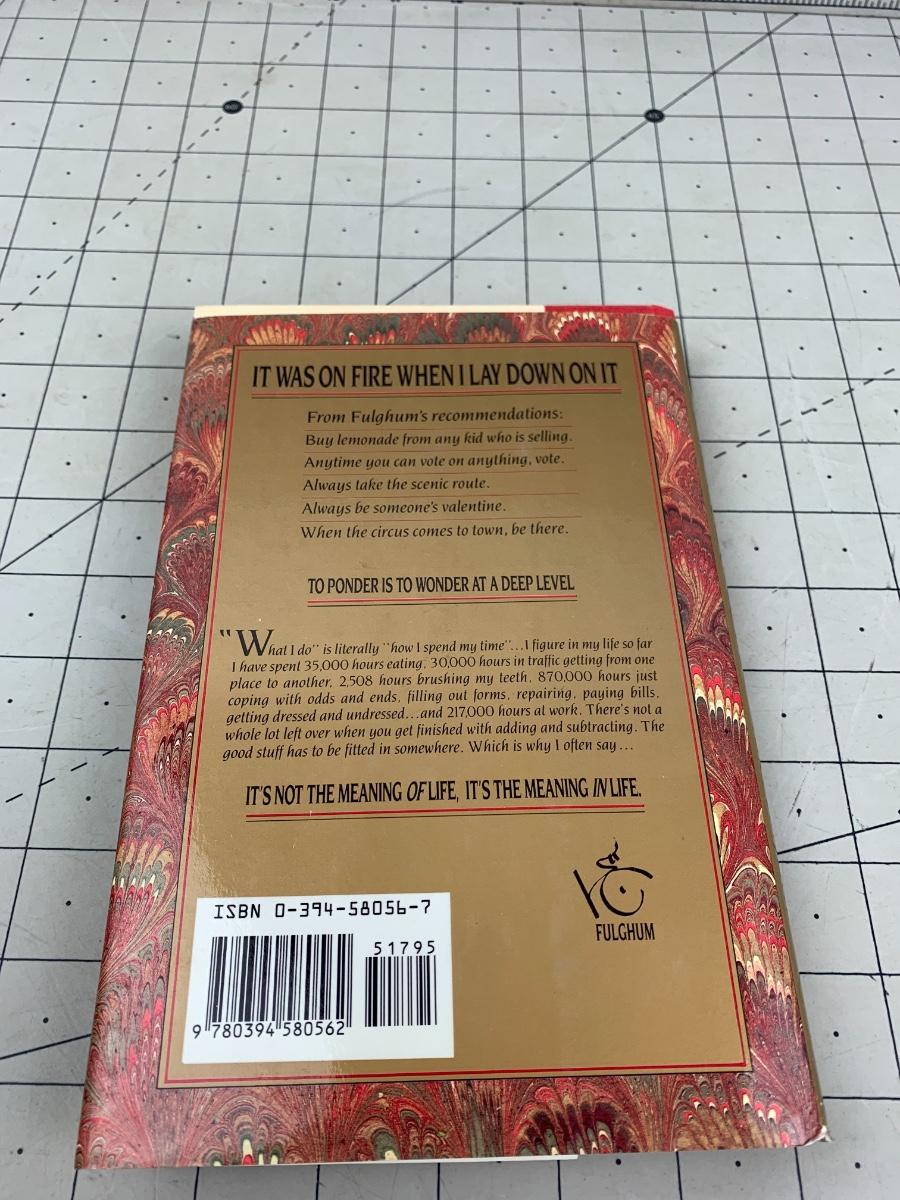 IT WAS ON FIRE WHEN I LAY DOWN ON IT
From Fulghum's recommendations:
Buy lemonade from any kid who is selling.
Anytime you can vote on anything, vote.
Always take the scenic route.
Always be someone's valentine.
When the circus comes to town, be there.
TO PONDER IS TO WONDER AT A DEEP LEVEL
"What I do" is literally "how I spend my time"...I figure in my life so far
I have spent 35,000 hours eating, 30,000 hours in traffic getting from one
place to another, 2,508 hours brushing my teeth, 870,000 hours just
coping with odds and ends, filling out forms, repairing, paying bills,
getting dressed and undressed...and 217,000 hours at work. There's not a
whole lot left over when you get finished with adding and subtracting. The
good stuff has to be fitted in somewhere. Which is why I often say...
IT'S NOT THE MEANING OF LIFE, IT'S THE MEANING IN LIFE.
FULGHUM
ISBN 0-394-58056-7
51795
9 780394 580562